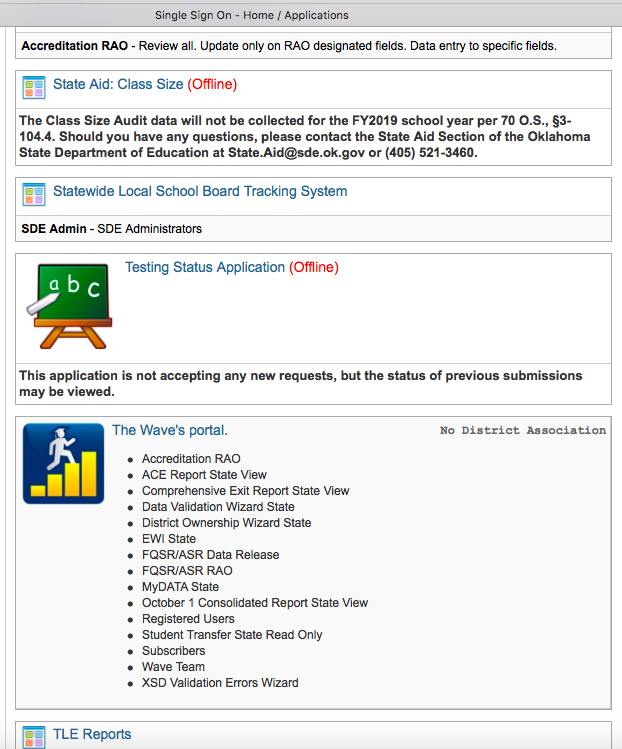 Single Sign On - Home / Applications
Accreditation RAO - Review all. Update only on RAO designated fields. Data entry to specific fields.
State Aid: Class Size (Offline)
The Class Size Audit data will not be collected for the FY2019 school year per 70 O.S., §3-
104.4. Should you have any questions, please contact the State Aid Section of the Oklahoma
State Department of Education at State.Aid@sde.ok.gov or (405) 521-3460.
Statewide Local School Board Tracking System
SDE Admin - SDE Administrators
a b c
Testing Status Application (Offline)
This application is not accepting any new requests, but the status of previous submissions
may be viewed.
The Wave's portal.
No District Association
Accreditation RAO
ACE Report State View
Comprehensive Exit Report State View
Data Validation Wizard State
District Ownership Wizard State
EWI State
FQSR/ASR Data Release
FQSR/ASR RAO
MyDATA State
October 1 Consolidated Report State View
Registered Users
Student Transfer State Read Only
Subscribers
Wave Team
XSD Validation Errors Wizard
TLE Reports